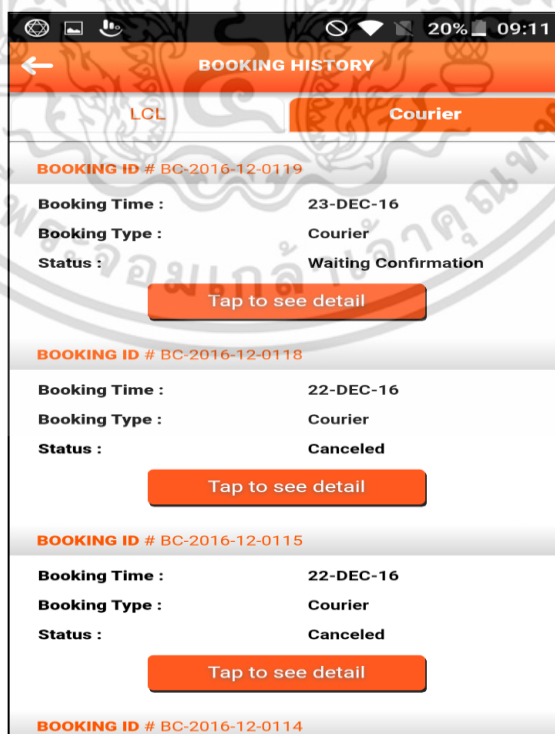 20% 09:11
BOOKING HISTORY
LCL Courier
BOOKING ID # BC-2016-12-0119
Booking Time : 23-DEC-16
Booking Type : Courier
Status : Waiting Confirmation
Tap to see detail
BOOKING ID # BC-2016-12-0118
Booking Time : 22-DEC-16
Booking Type : Courier
Status : Canceled
Tap to see detail
BOOKING ID # BC-2016-12-0115
Booking Time : 22-DEC-16
Booking Type : Courier
Status : Canceled
Tap to see detail
BOOKING ID # BC-2016-12-0114